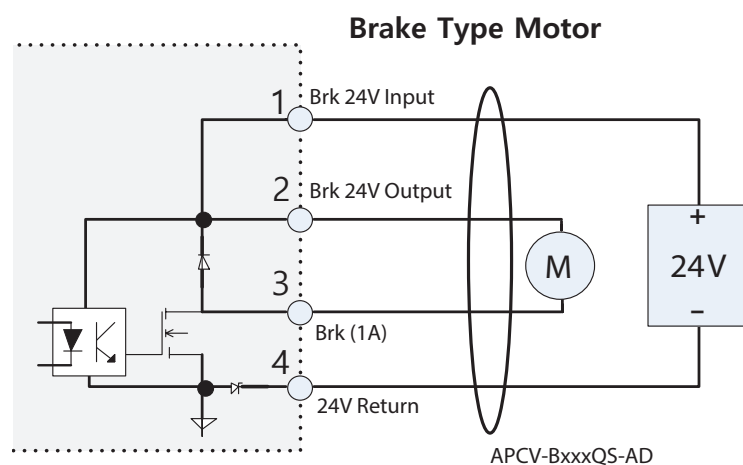 Brake Type Motor
1
Brk 24V Input
2
Brk 24V Output
+
M
24V
3
–
Brk (1A)
4
24V Return
APCV-BxxxQS-AD